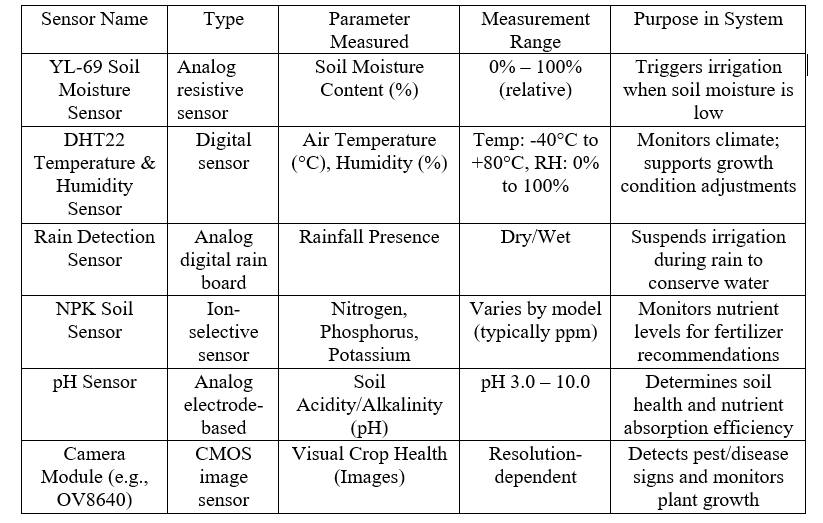 Sensor Name Type Parameter Measured Measurement Range Purpose in System
YL-69 Soil Moisture Sensor Analog resistive sensor Soil Moisture Content (%) 0% – 100% (relative) Triggers irrigation when soil moisture is low
DHT22 Temperature & Humidity Sensor Digital sensor Air Temperature (°C), Humidity (%) Temp: -40°C to +80°C, RH: 0% to 100% Monitors climate; supports growth condition adjustments
Rain Detection Sensor Analog digital rain board Rainfall Presence Dry/Wet Suspends irrigation during rain to conserve water
NPK Soil Sensor Ion-selective sensor Nitrogen, Phosphorus, Potassium Varies by model (typically ppm) Monitors nutrient levels for fertilizer recommendations
pH Sensor Analog electrode-based Soil Acidity/Alkalinity (pH) pH 3.0 – 10.0 Determines soil health and nutrient absorption efficiency
Camera Module (e.g., OV8640) CMOS image sensor Visual Crop Health (Images) Resolution-dependent Detects pest/disease signs and monitors plant growth